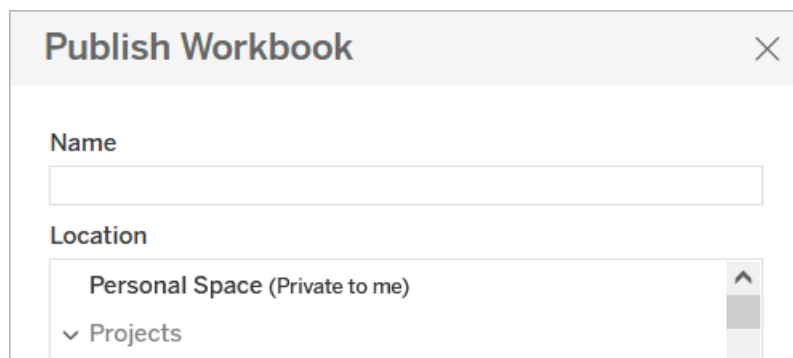 Publish Workbook
Name
Location
Personal Space (Private to me)
Projects